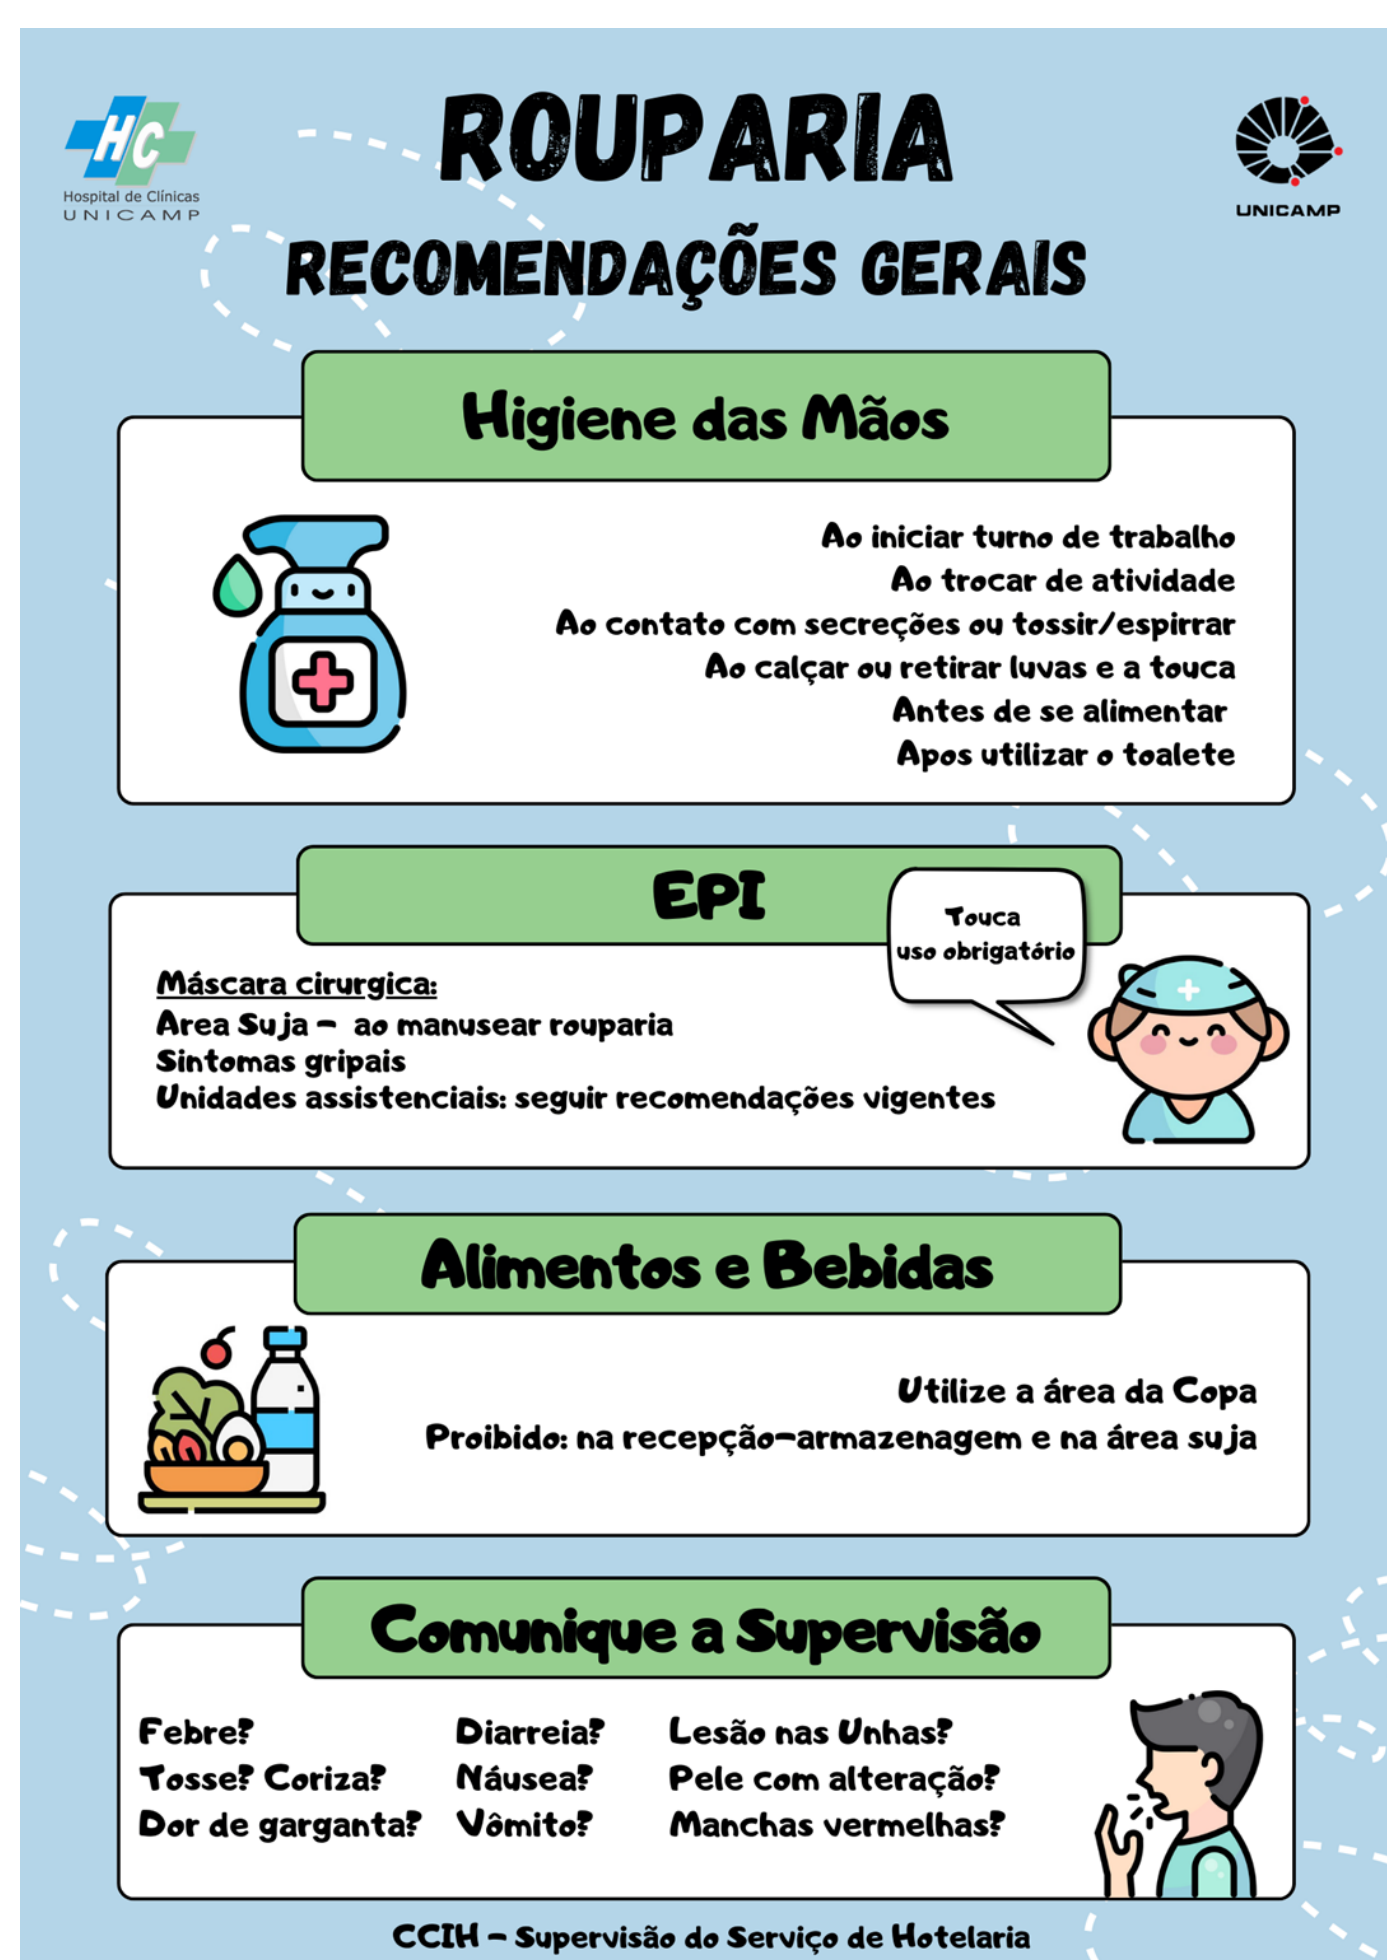 HC
Hospital de Clínicas
UNICAMP
ROUPARIA
UNICAMP
RECOMENDAÇÕES GERAIS
Higiene das Mãos
Ao iniciar turno de trabalho
Ao trocar de atividade
Ao contato com secreções ou tossir/espirrar
Ao calçar ou retirar luvas e a touca
Antes de se alimentar
Apos utilizar o toalete
EPI
Touca
uso obrigatório
Máscara cirurgica:
Area Suja - ao manusear rouparia
Sintomas gripais
Unidades assistenciais: seguir recomendações vigentes
Alimentos e Bebidas
Utilize a área da Copa
Proibido: na recepção-armazenagem e na área suja
Comunique a Supervisão
Febre?
Tosse? Coriza?
Dor de garganta?
Diarreia?
Náusea?
Vômito?
Lesão nas Unhas?
Pele com alteração?
Manchas vermelhas?
CCIH - Supervisão do Serviço de Hotelaria